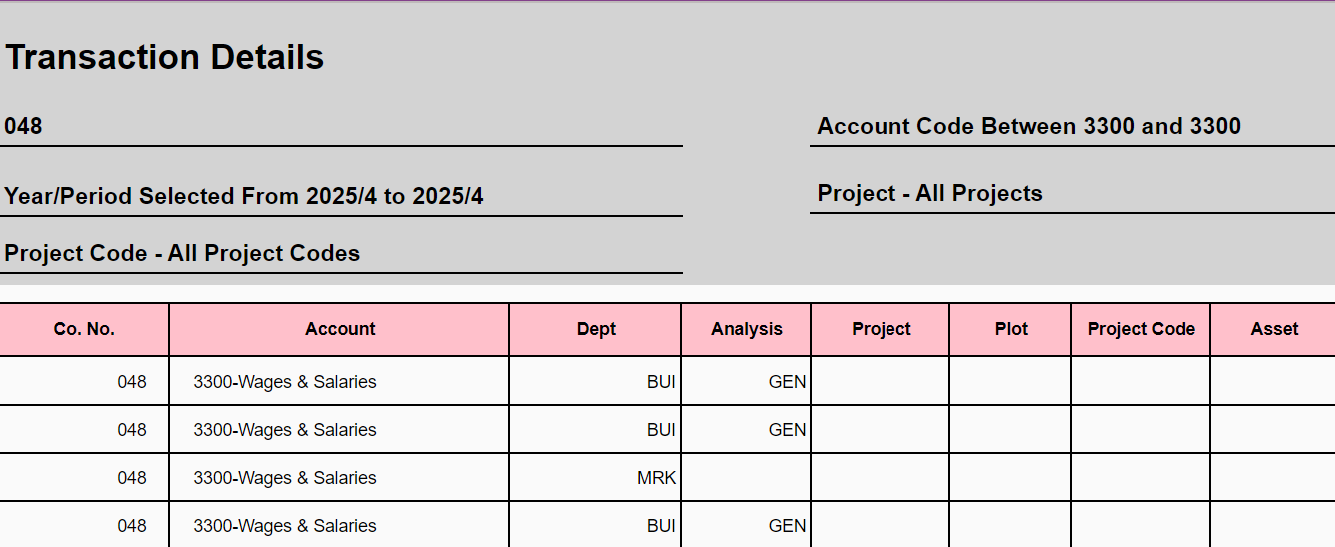 Transaction Details
048
Account Code Between 3300 and 3300
Year/Period Selected From 2025/4 to 2025/4
Project - All Projects
Project Code - All Project Codes
Co. No. Account Dept Analysis Project Plot Project Code Asset
048 3300-Wages & Salaries BUI GEN
048 3300-Wages & Salaries BUI GEN
048 3300-Wages & Salaries MRK
048 3300-Wages & Salaries BUI GEN